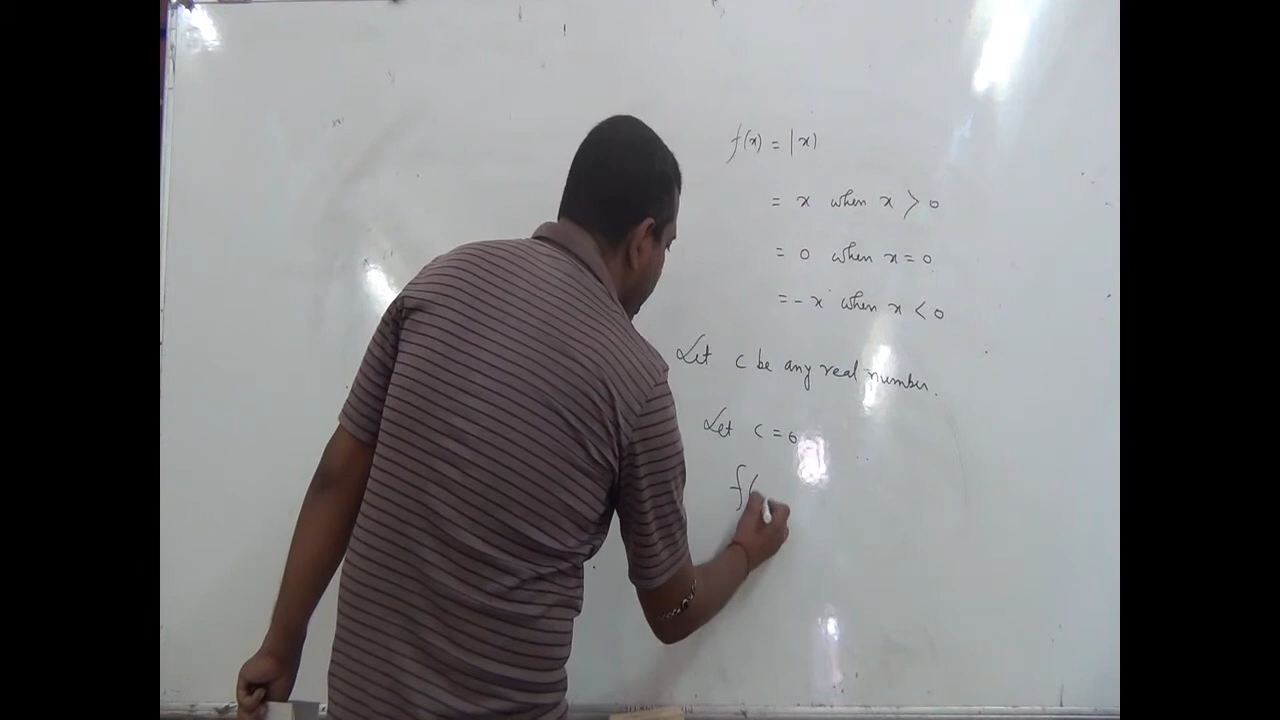 f(x) = |x|
= x when x > 0
= 0 when x = 0
= - x when x < 0
Let c be any real number.
Let c = 0
f(